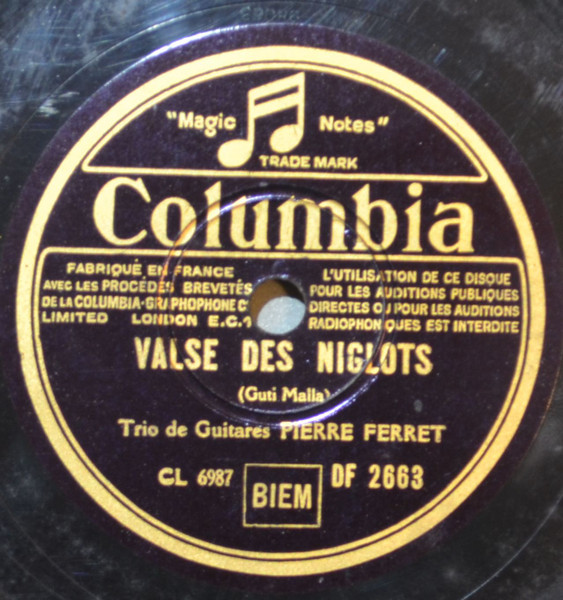 "Magic Notes"
TRADE MARK
Columbia
FABRIQUÉ EN FRANCE
AVEC LES PROCÉDÉS BREVETÉS
DE LA COLUMBIA-GRAPHOPHONE Cº
LIMITED LONDON E.C.1
L'UTILISATION DE CE DISQUE
POUR LES AUDITIONS PUBLIQUES
DIRECTES OU POUR LES AUDITIONS
RADIOPHONIQUES EST INTERDITE
VALSE DES NIGLOTS
(Guti Malla)
Trio de Guitares PIERRE FERRET
CL 6987 BIEM DF 2663